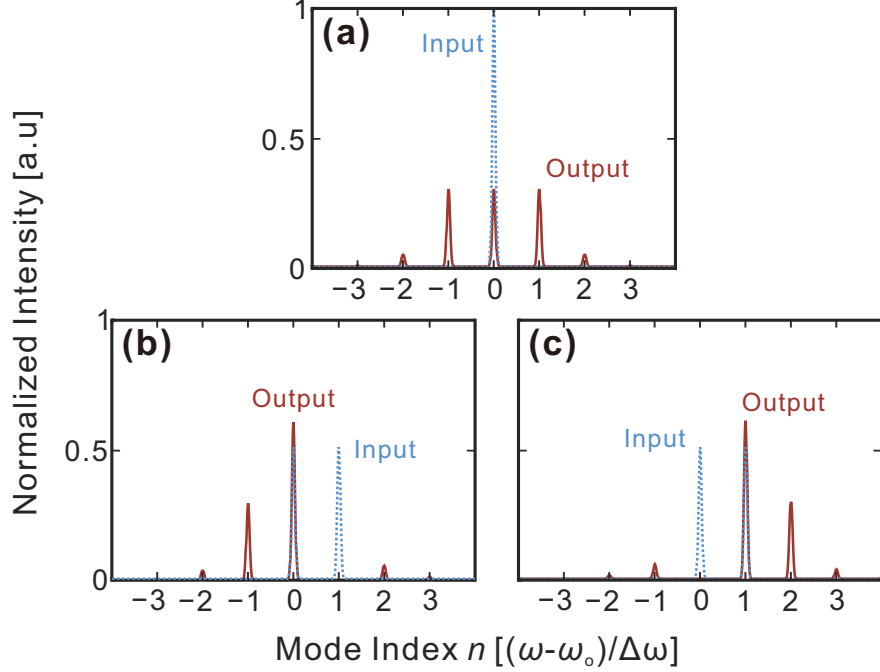 (a)
1
Input
0.5
Output
0
−3 −2 −1 0 1 2 3
Normalized Intensity [a.u]
1
(b)
Output
0.5
Input
0
−3 −2 −1 0 1 2 3
(c)
Input
Output
−3 −2 −1 0 1 2 3
Mode Index n [(ω-ω₀)/Δω]